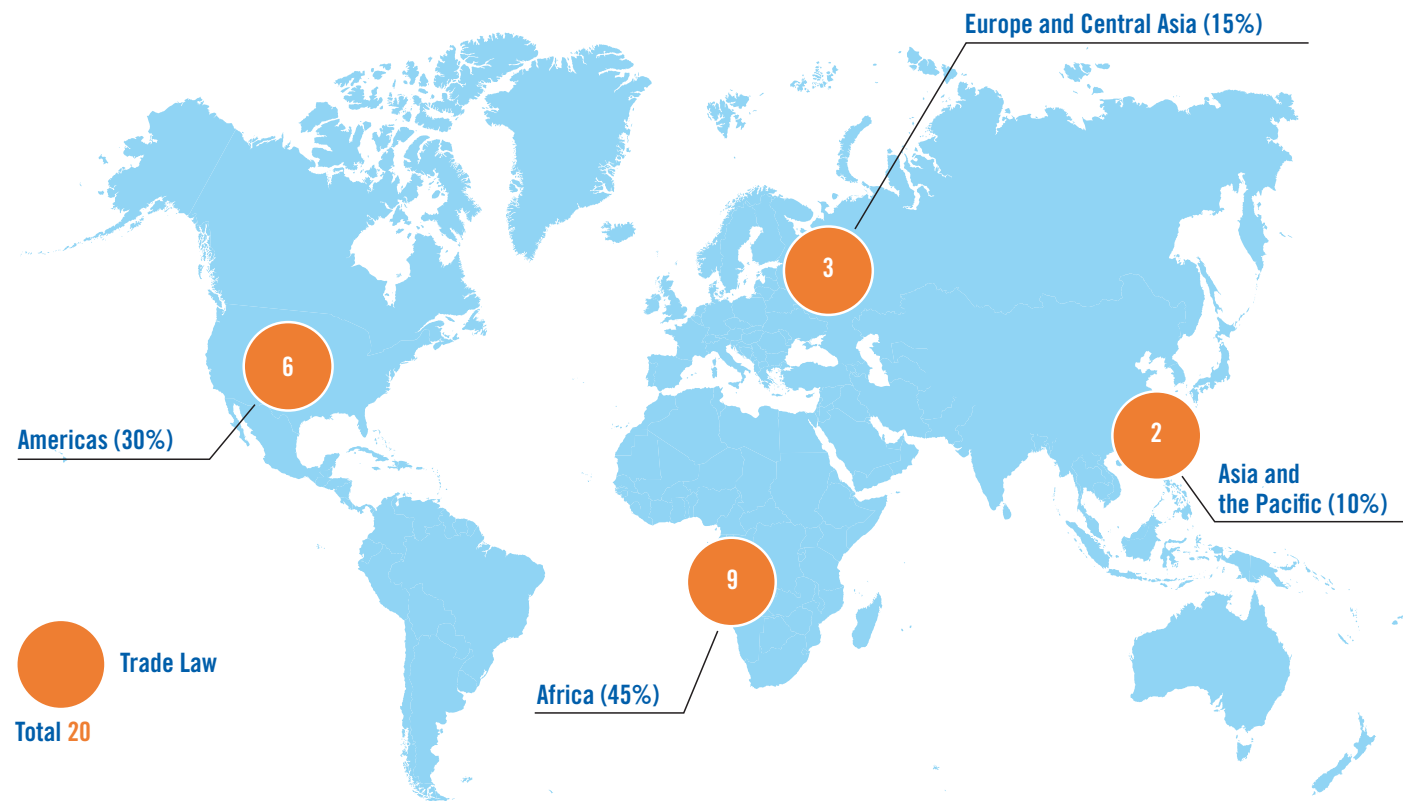 Europe and Central Asia (15%)
3
6
Americas (30%)
2
Asia and
the Pacific (10%)
9
Africa (45%)
Trade Law
Total 20